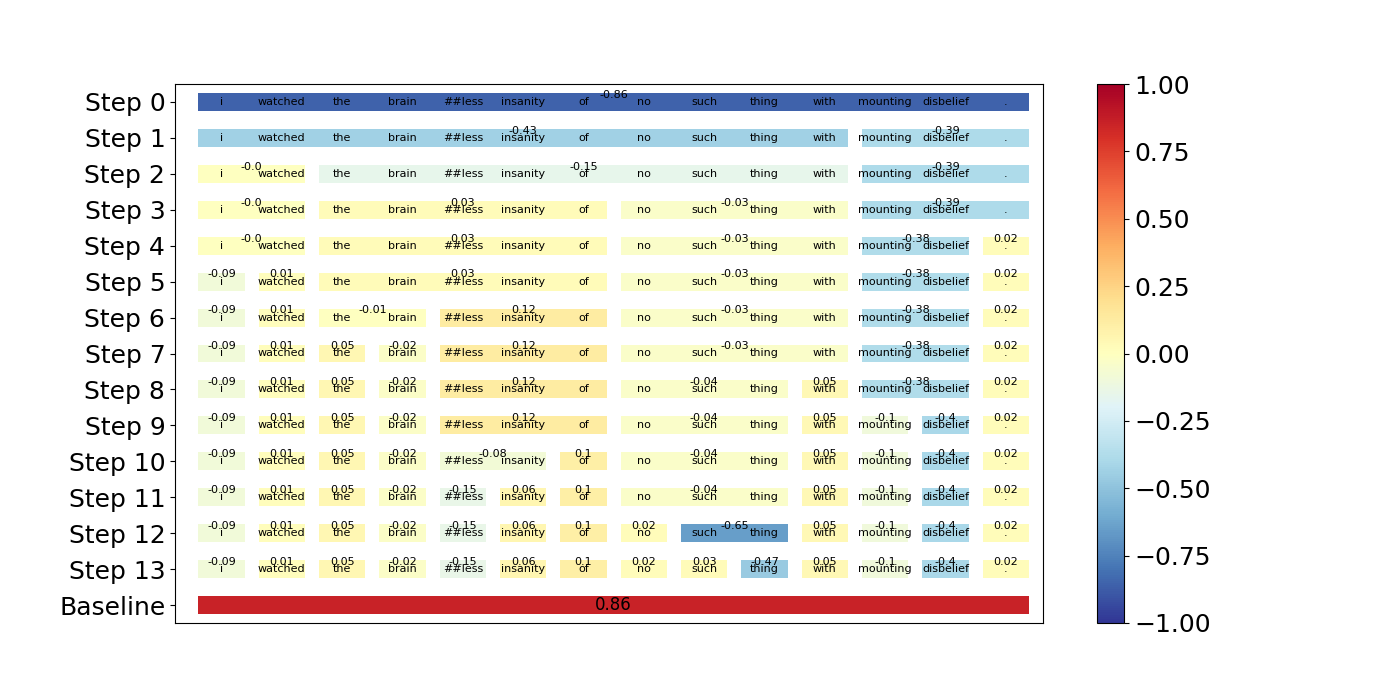 Step 0 i watched the brain ##less insanity of -0.86 no such thing with mounting disbelief .
Step 1 i watched the brain ##less -0.43 insanity of no such thing with mounting -0.39 disbelief .
Step 2 i -0.0 watched the brain ##less insanity -0.15 of no such thing with mounting -0.39 disbelief .
Step 3 i -0.0 watched the brain 0.03 ##less insanity of no -0.03 such thing with mounting -0.39 disbelief .
Step 4 i -0.0 watched the brain 0.03 ##less insanity of no -0.03 such thing with mounting -0.38 disbelief 0.02 .
Step 5 -0.09 i 0.01 watched the brain 0.03 ##less insanity of no -0.03 such thing with mounting -0.38 disbelief 0.02 .
Step 6 -0.09 i 0.01 watched the -0.01 brain ##less 0.12 insanity of no -0.03 such thing with mounting -0.38 disbelief 0.02 .
Step 7 -0.09 i 0.01 watched 0.05 the -0.02 brain ##less 0.12 insanity of no -0.03 such thing with mounting -0.38 disbelief 0.02 .
Step 8 -0.09 i 0.01 watched 0.05 the -0.02 brain ##less 0.12 insanity of no -0.04 such thing 0.05 with mounting -0.38 disbelief 0.02 .
Step 9 -0.09 i 0.01 watched 0.05 the -0.02 brain ##less 0.12 insanity of no -0.04 such thing 0.05 with -0.1 mounting -0.4 disbelief 0.02 .
Step 10 -0.09 i 0.01 watched 0.05 the -0.02 brain ##less -0.08 insanity 0.1 of no -0.04 such thing 0.05 with -0.1 mounting -0.4 disbelief 0.02 .
Step 11 -0.09 i 0.01 watched 0.05 the -0.02 brain -0.15 ##less 0.06 insanity 0.1 of no -0.04 such thing 0.05 with -0.1 mounting -0.4 disbelief 0.02 .
Step 12 -0.09 i 0.01 watched 0.05 the -0.02 brain -0.15 ##less 0.06 insanity 0.1 of 0.02 no such -0.65 thing 0.05 with -0.1 mounting -0.4 disbelief 0.02 .
Step 13 -0.09 i 0.01 watched 0.05 the -0.02 brain -0.15 ##less 0.06 insanity 0.1 of 0.02 no 0.03 such -0.47 thing 0.05 with -0.1 mounting -0.4 disbelief 0.02 .
Baseline 0.86
1.00
0.75
0.50
0.25
0.00
−0.25
−0.50
−0.75
−1.00